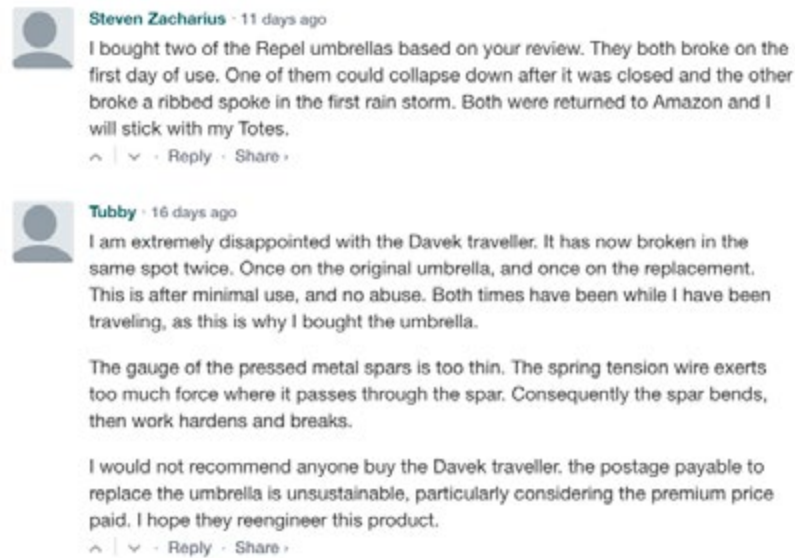 Steven Zacharius · 11 days ago
I bought two of the Repel umbrellas based on your review. They both broke on the
first day of use. One of them could collapse down after it was closed and the other
broke a ribbed spoke in the first rain storm. Both were returned to Amazon and I
will stick with my Totes.
Reply · Share ›
Tubby · 16 days ago
I am extremely disappointed with the Davek traveller. It has now broken in the
same spot twice. Once on the original umbrella, and once on the replacement.
This is after minimal use, and no abuse. Both times have been while I have been
traveling, as this is why I bought the umbrella.
The gauge of the pressed metal spars is too thin. The spring tension wire exerts
too much force where it passes through the spar. Consequently the spar bends,
then work hardens and breaks.
I would not recommend anyone buy the Davek traveller. the postage payable to
replace the umbrella is unsustainable, particularly considering the premium price
paid. I hope they reengineer this product.
Reply · Share ›